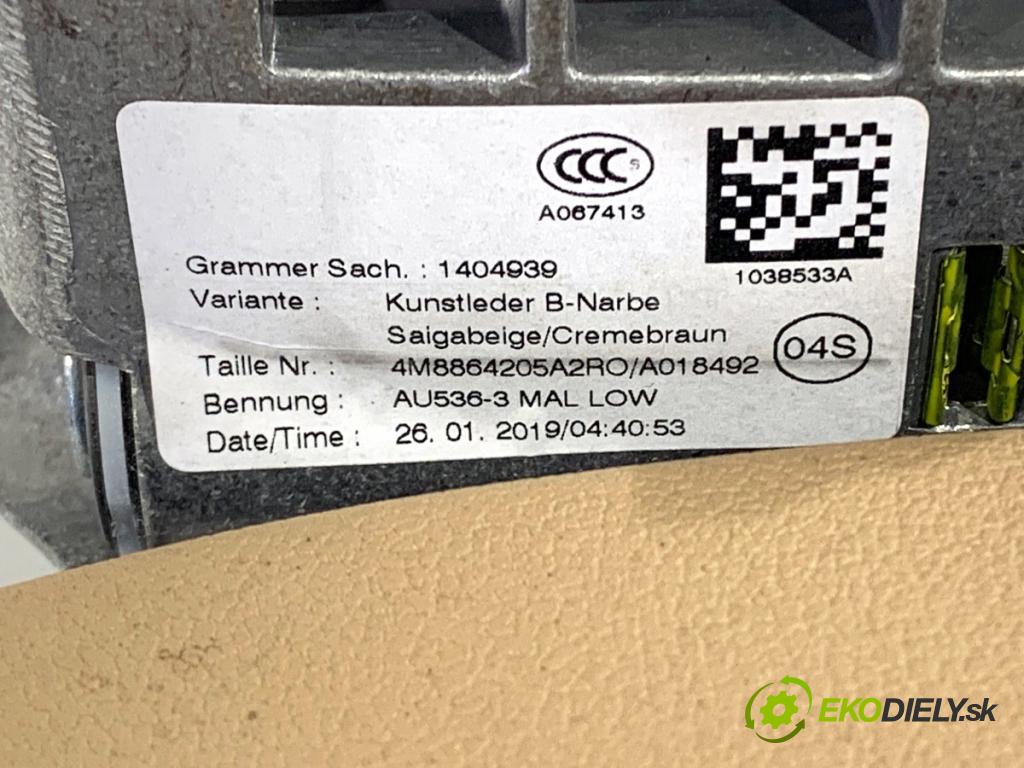 CCC S
A067413
1038533A
Grammer Sach. : 1404939
Variante : Kunstleder B-Narbe
Saigabeige/Cremebraun
04S
Taille Nr. : 4M8864205A2RO/A018492
Bennung : AU536-3 MAL LOW
Date/Time : 26. 01. 2019/04:40:53
EKODIELY.sk